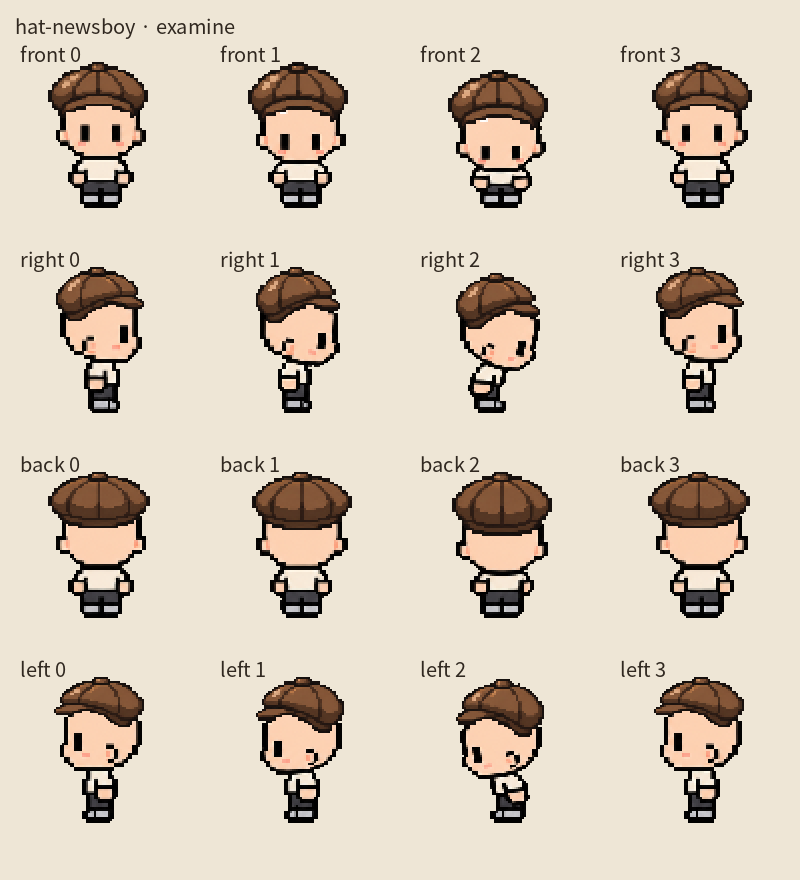 hat-newsboy · examine
front 0 front 1 front 2 front 3
right 0 right 1 right 2 right 3
back 0 back 1 back 2 back 3
left 0 left 1 left 2 left 3